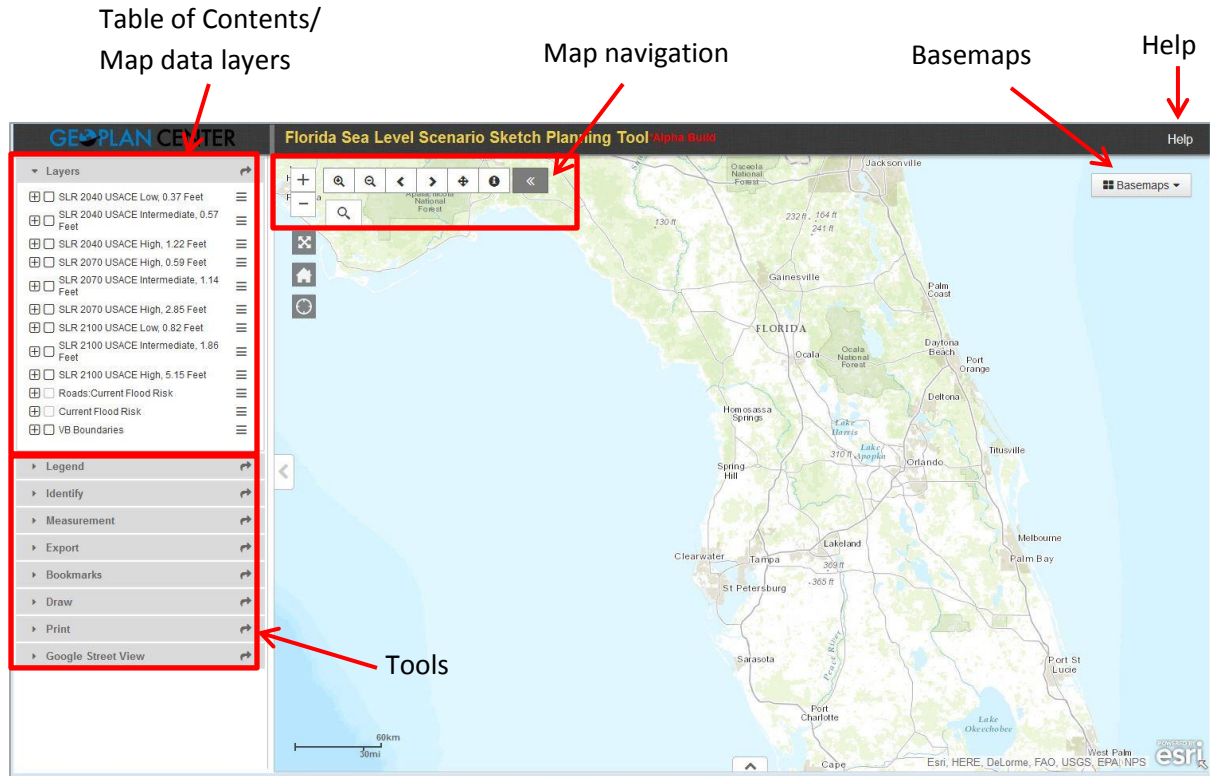 Table of Contents/
Map data layers
Map navigation
Basemaps
Help
GEOPLAN CENTER
Florida Sea Level Scenario Sketch Planning Tool *Alpha Build
Help
Layers
SLR 2040 USACE Low, 0.37 Feet
SLR 2040 USACE Intermediate, 0.57
Feet
SLR 2040 USACE High, 1.22 Feet
SLR 2070 USACE High, 0.59 Feet
SLR 2070 USACE Intermediate, 1.14
Feet
SLR 2070 USACE High, 2.85 Feet
SLR 2100 USACE Low, 0.82 Feet
SLR 2100 USACE Intermediate, 1.86
Feet
SLR 2100 USACE High, 5.15 Feet
Roads:Current Flood Risk
Current Flood Risk
VB Boundaries
Legend
Identify
Measurement
Export
Bookmarks
Draw
Print
Google Street View
Tools
Basemaps
Apalachicola
National
Forest
Osceola
National
Forest
Jacksonville
130 ft
232 ft
164 ft
241 ft
Gainesville
Palm
Coast
FLORIDA
Ocala
Ocala
National
Forest
Daytona
Beach
Port
Orange
Deltona
Homosassa
Springs
Lake
Harris
Lake
Apopka
310 ft
Orlando
Titusville
Spring
Hill
Lakeland
Melbourne
Palm Bay
Clearwater
Tampa
369 ft
365 ft
St Petersburg
Peace River
Sarasota
Port St
Lucie
Port
Charlotte
Lake
Okeechobee
60km
30mi
Cape
West Palm
Esri, HERE, DeLorme, FAO, USGS, EPA, NPS
POWERED BY
esri